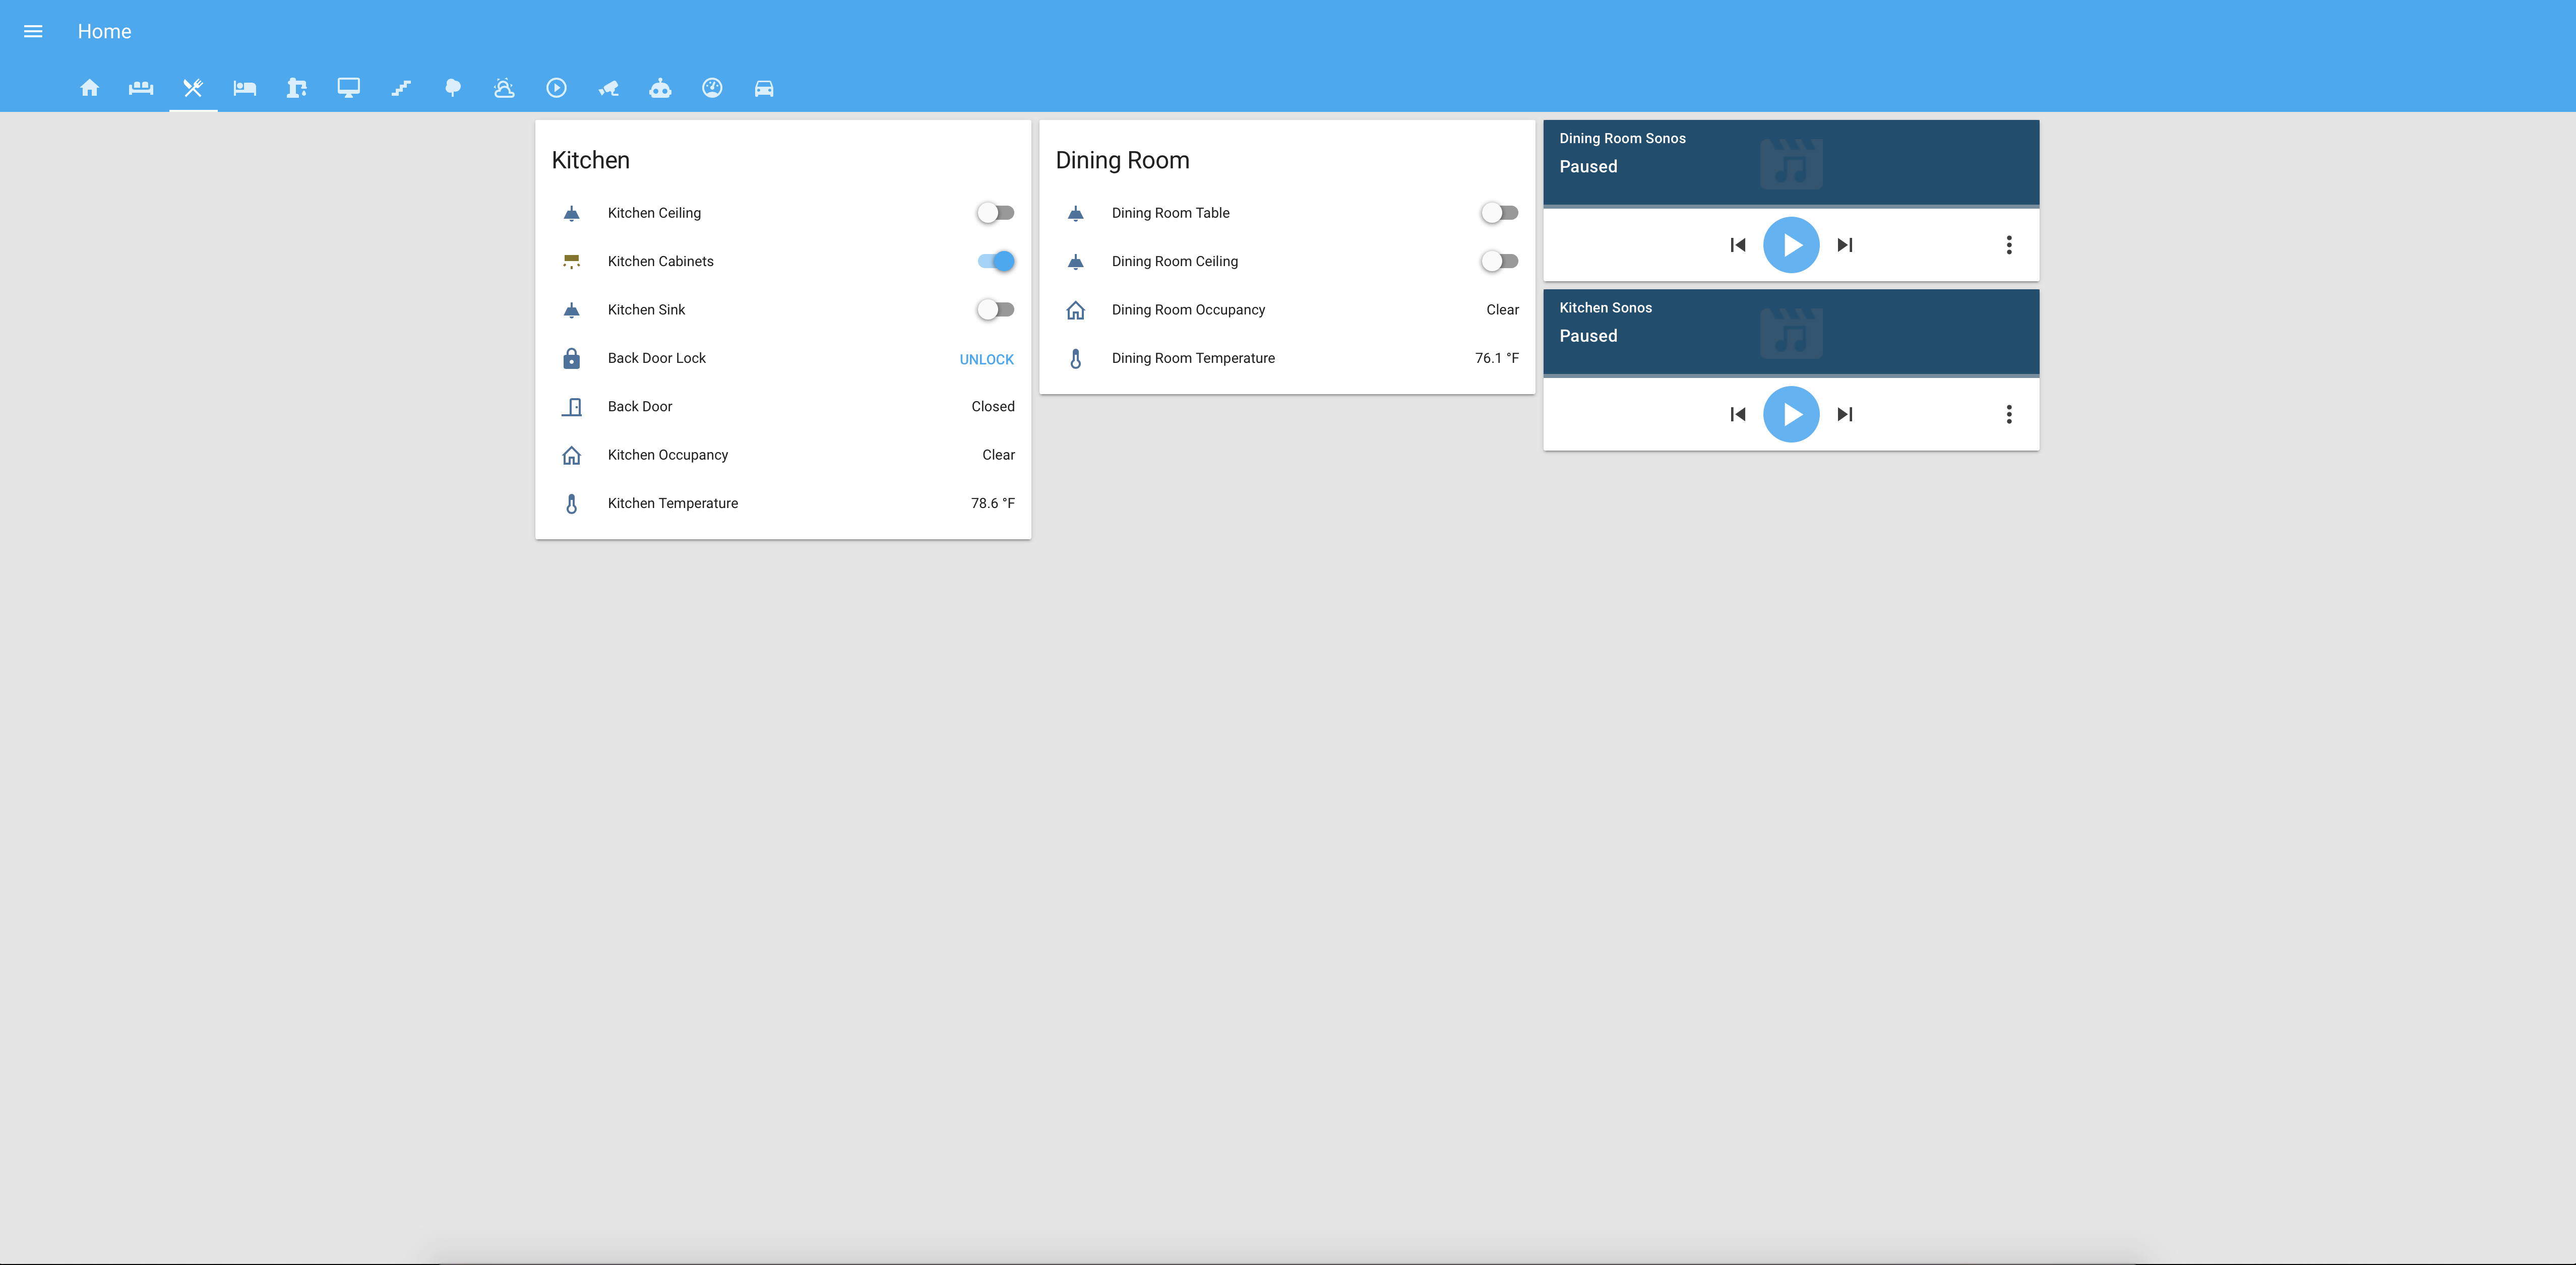 Home
Kitchen
Kitchen Ceiling
Kitchen Cabinets
Kitchen Sink
Back Door Lock UNLOCK
Back Door Closed
Kitchen Occupancy Clear
Kitchen Temperature 78.6 °F
Dining Room
Dining Room Table
Dining Room Ceiling
Dining Room Occupancy Clear
Dining Room Temperature 76.1 °F
Dining Room Sonos
Paused
Kitchen Sonos
Paused